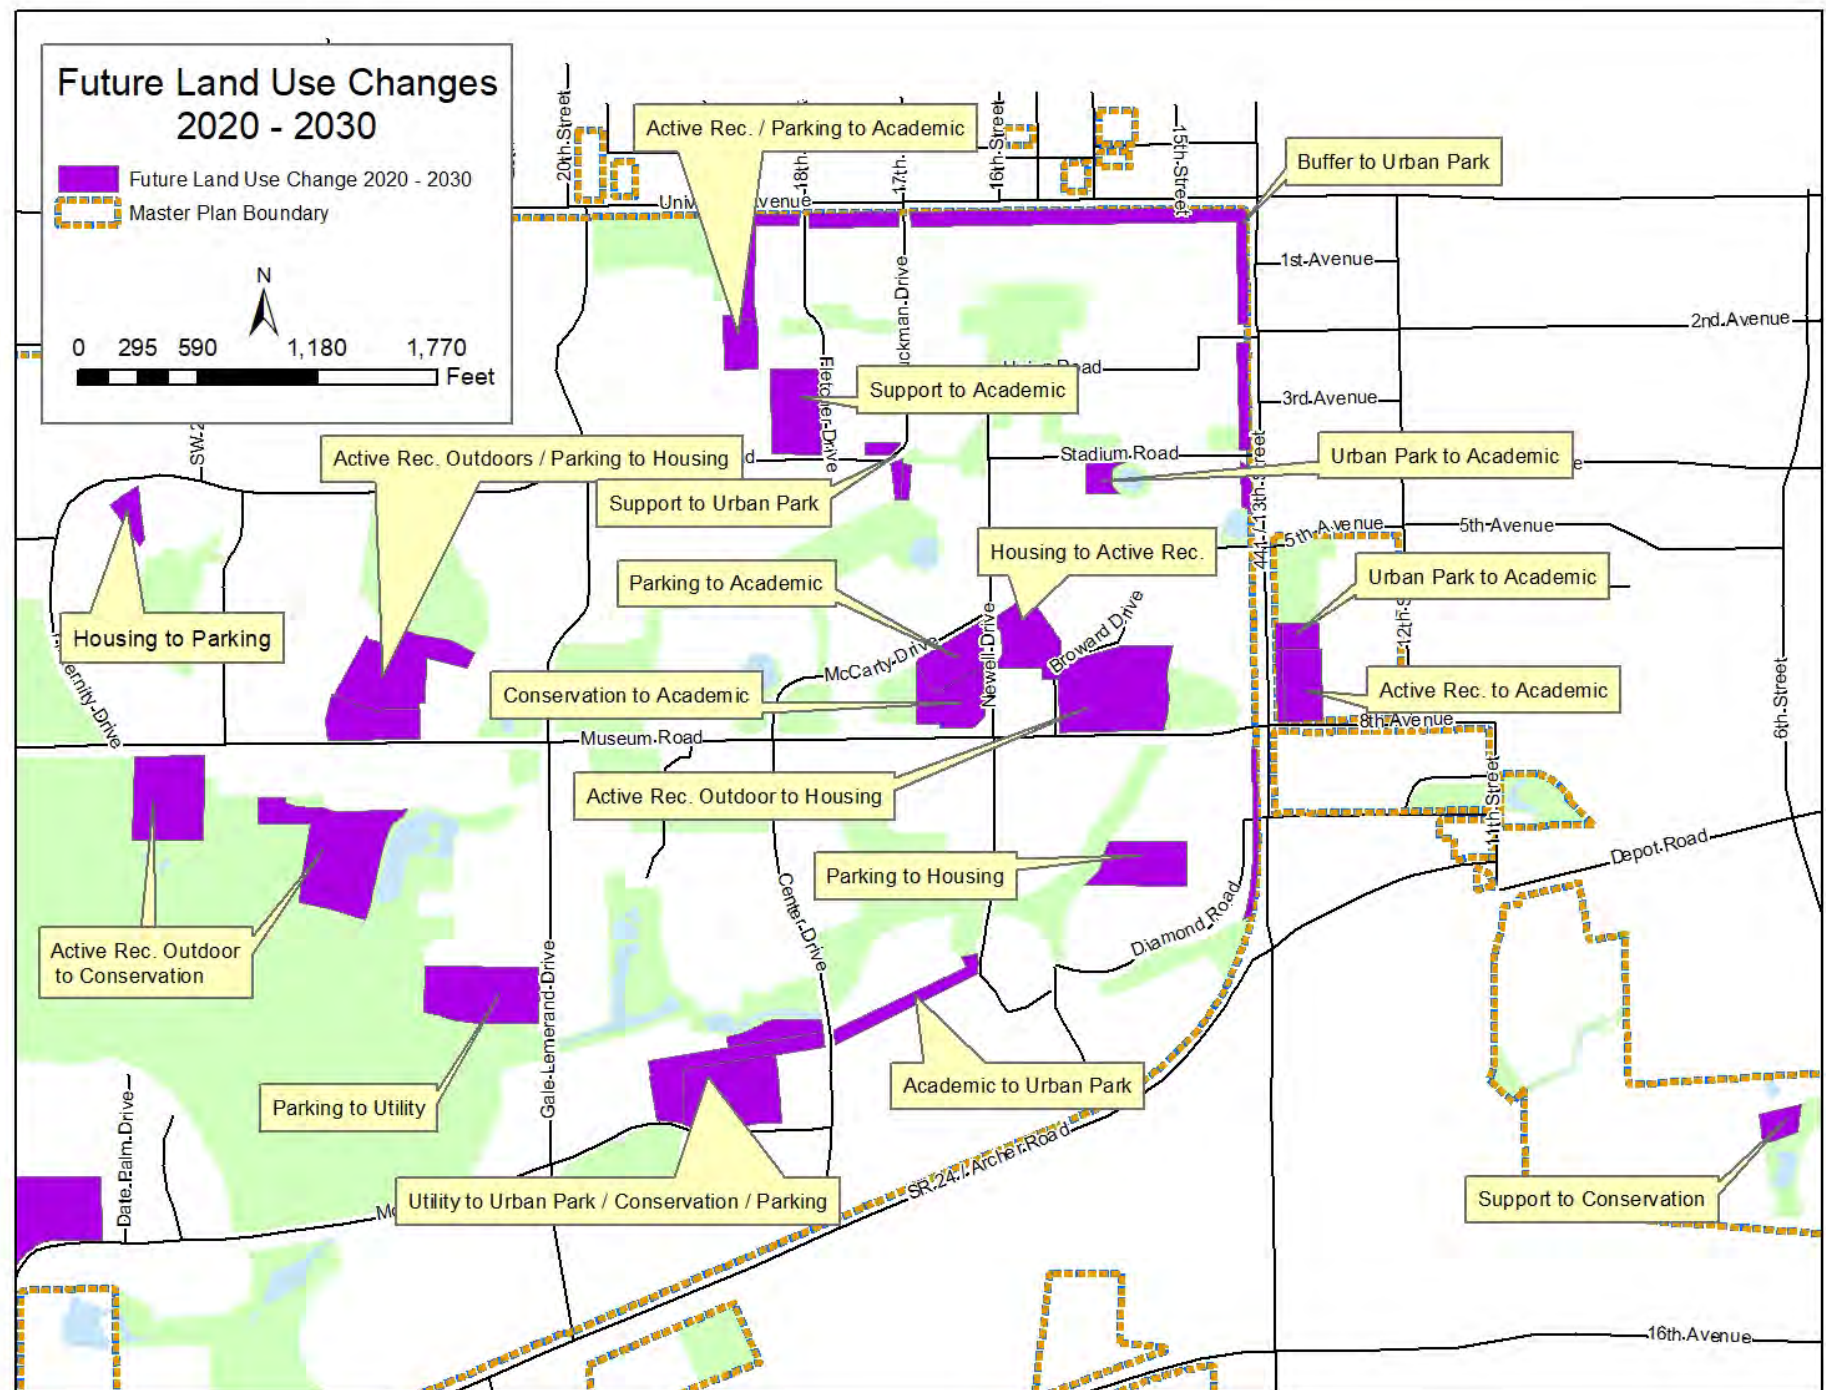 Future Land Use Changes
2020 - 2030
Future Land Use Change 2020 - 2030
Master Plan Boundary
N
0 295 590 1,180 1,770
Feet
20th Street
18th
17th
16th Street
15th Street
Active Rec. / Parking to Academic
Buffer to Urban Park
1st Avenue
2nd Avenue
3rd Avenue
Fletcher Drive
Support to Academic
Active Rec. Outdoors / Parking to Housing
Stadium Road
Urban Park to Academic
Support to Urban Park
441 / 13th Street
5th Avenue
5th Avenue
Housing to Active Rec.
Parking to Academic
Urban Park to Academic
Housing to Parking
McCarty Drive
Newell Drive
Broward Drive
Conservation to Academic
Active Rec. to Academic
8th Avenue
6th Street
Museum Road
Active Rec. Outdoor to Housing
11th Street
Depot Road
Parking to Housing
Center Drive
Diamond Road
Active Rec. Outdoor
to Conservation
Gale Lemerand Drive
Academic to Urban Park
Parking to Utility
Date Palm Drive
SR 24 / Archer Road
Utility to Urban Park / Conservation / Parking
Support to Conservation
16th Avenue